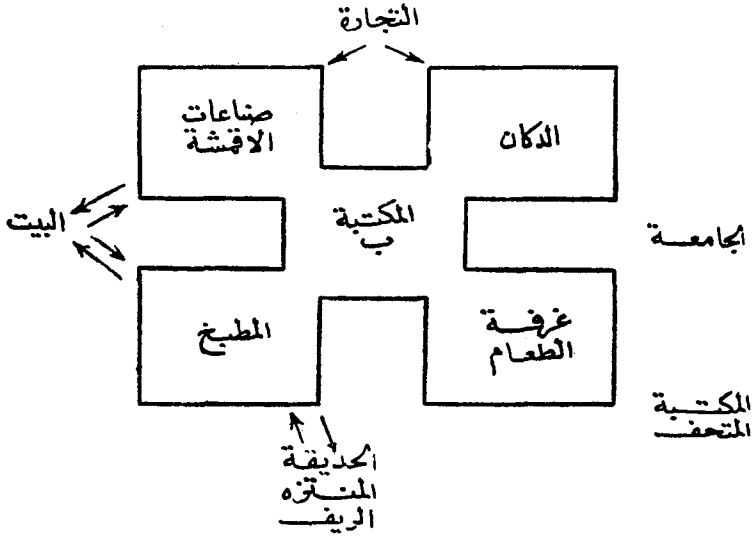 التجارة
صناعات
الاقمشة
الدكان
البيت
المكتبة
ب
الجامعة
المطبخ
غرفة
الطعام
المكتبة
المتحف
الحديقة
المنتزه
الريف